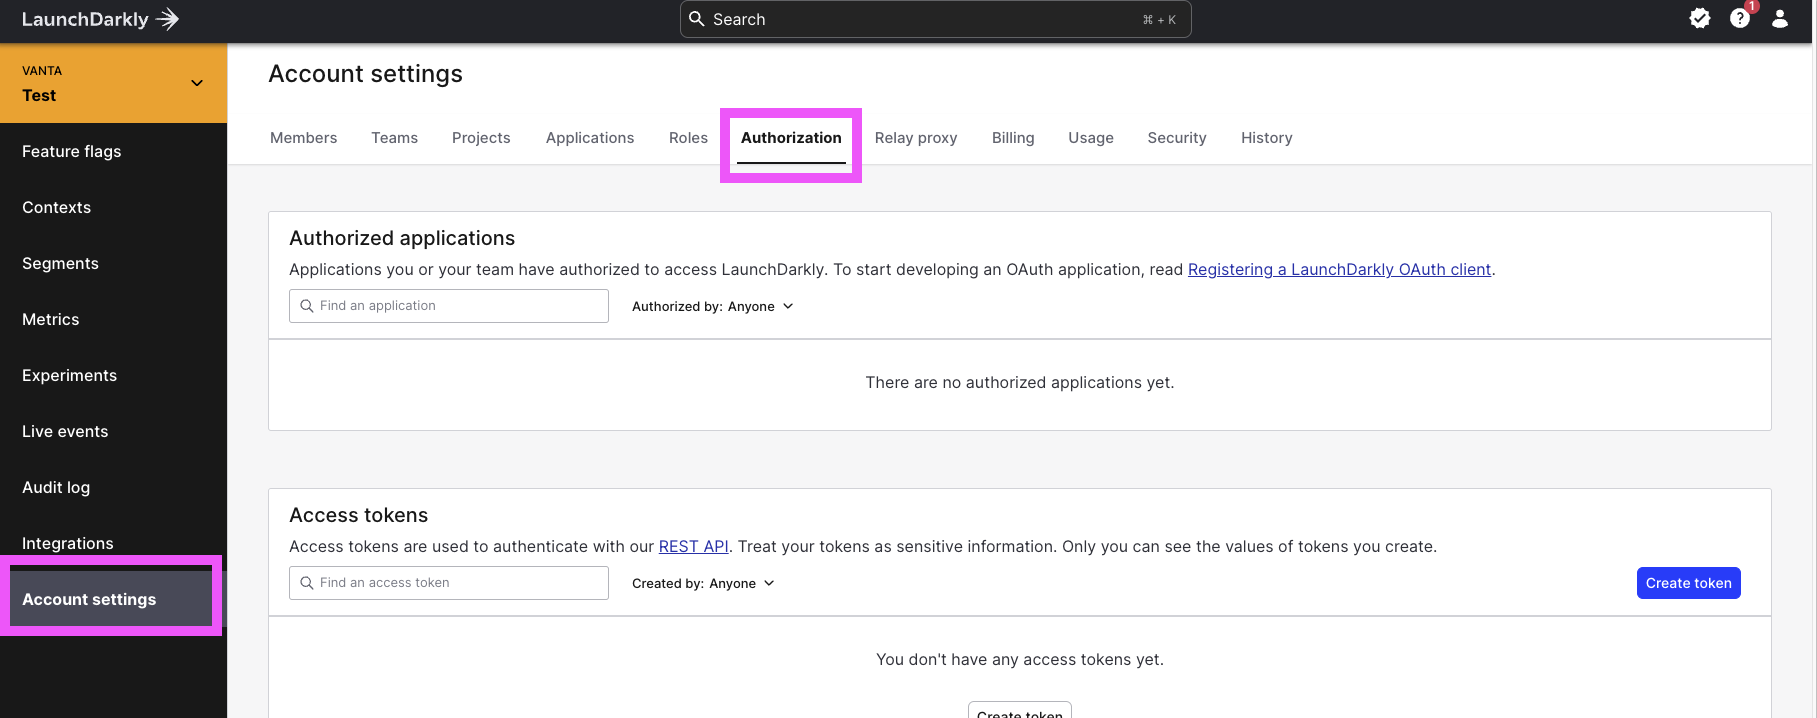 LaunchDarkly
Search
⌘ + K
1
VANTA
Test
Feature flags
Contexts
Segments
Metrics
Experiments
Live events
Audit log
Integrations
Account settings
Account settings
Members Teams Projects Applications Roles Authorization Relay proxy Billing Usage Security History
Authorized applications
Applications you or your team have authorized to access LaunchDarkly. To start developing an OAuth application, read Registering a LaunchDarkly OAuth client.
Find an application
Authorized by: Anyone
There are no authorized applications yet.
Access tokens
Access tokens are used to authenticate with our REST API. Treat your tokens as sensitive information. Only you can see the values of tokens you create.
Find an access token
Created by: Anyone
Create token
You don't have any access tokens yet.
Create token